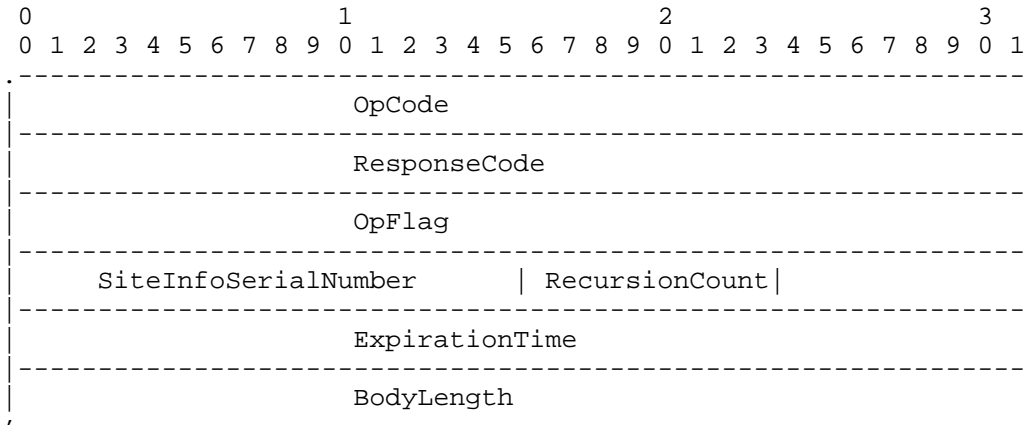 0 1 2 3
0 1 2 3 4 5 6 7 8 9 0 1 2 3 4 5 6 7 8 9 0 1 2 3 4 5 6 7 8 9 0 1
.---------------------------------------------------------------
| OpCode
|---------------------------------------------------------------
| ResponseCode
|---------------------------------------------------------------
| OpFlag
|---------------------------------------------------------------
| SiteInfoSerialNumber | RecursionCount|
|---------------------------------------------------------------
| ExpirationTime
|---------------------------------------------------------------
| BodyLength